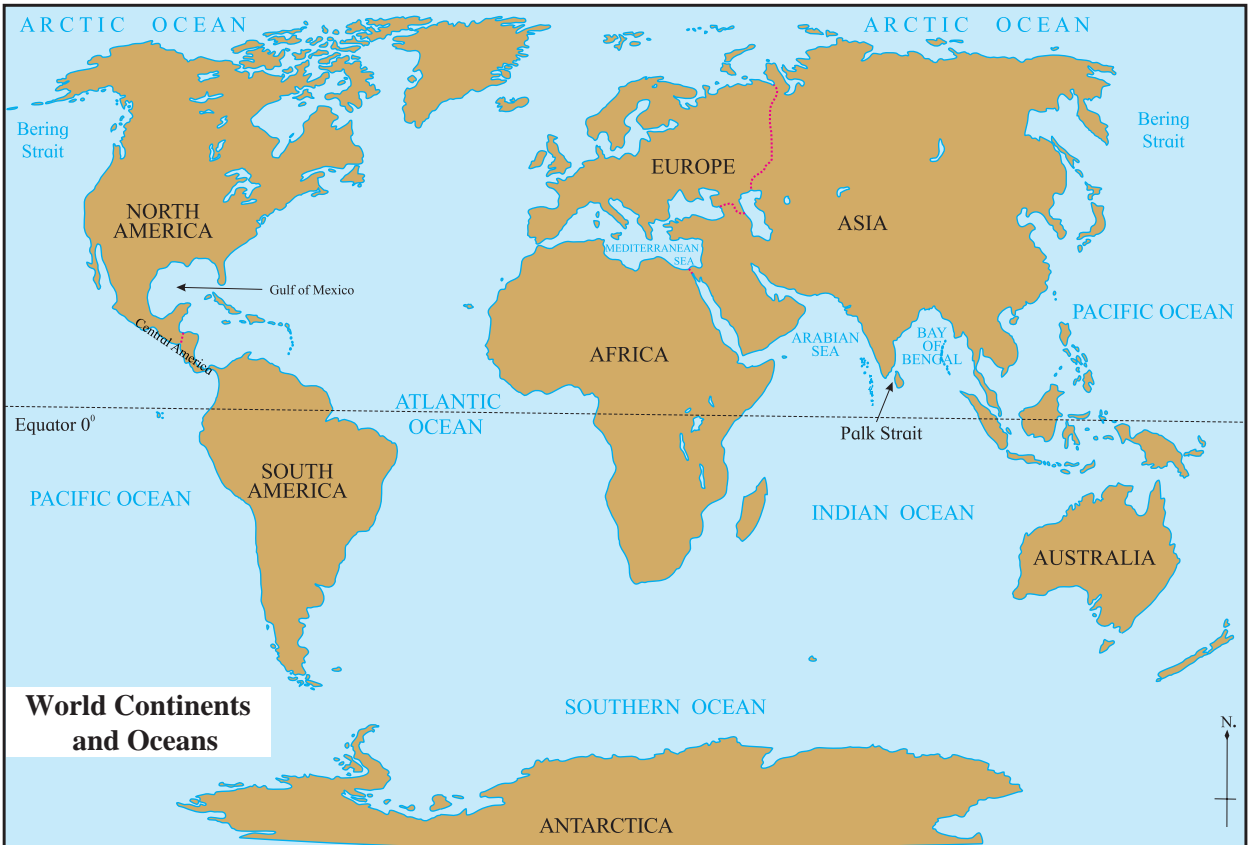 ARCTIC OCEAN
ARCTIC OCEAN
Bering
Strait
Bering
Strait
EUROPE
NORTH
AMERICA
ASIA
MEDITERRANEAN
SEA
Gulf of Mexico
PACIFIC OCEAN
Central America
ARABIAN
SEA
BAY
OF
BENGAL
AFRICA
ATLANTIC
OCEAN
Equator 0⁰
Palk Strait
SOUTH
AMERICA
PACIFIC OCEAN
INDIAN OCEAN
AUSTRALIA
World Continents
and Oceans
SOUTHERN OCEAN
N.
ANTARCTICA